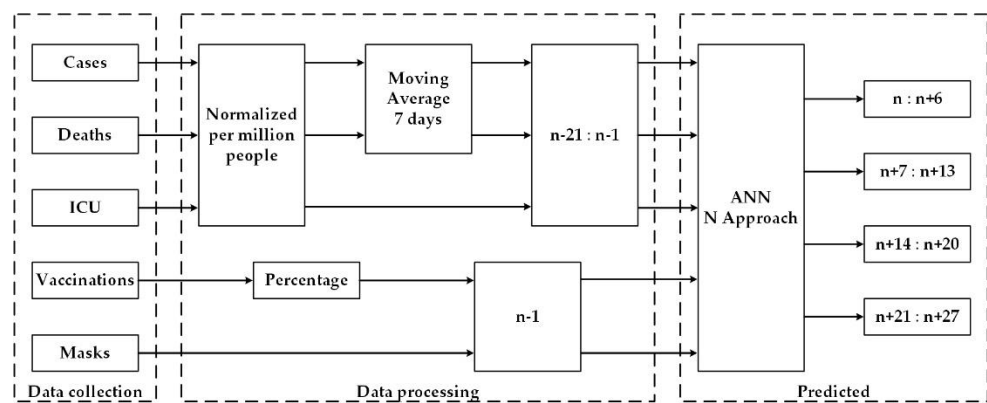 Cases
Deaths
ICU
Vaccinations
Masks
Data collection
Normalized
per million
people
Moving
Average
7 days
n-21 : n-1
Percentage
n-1
Data processing
ANN
N Approach
n : n+6
n+7 : n+13
n+14 : n+20
n+21 : n+27
Predicted